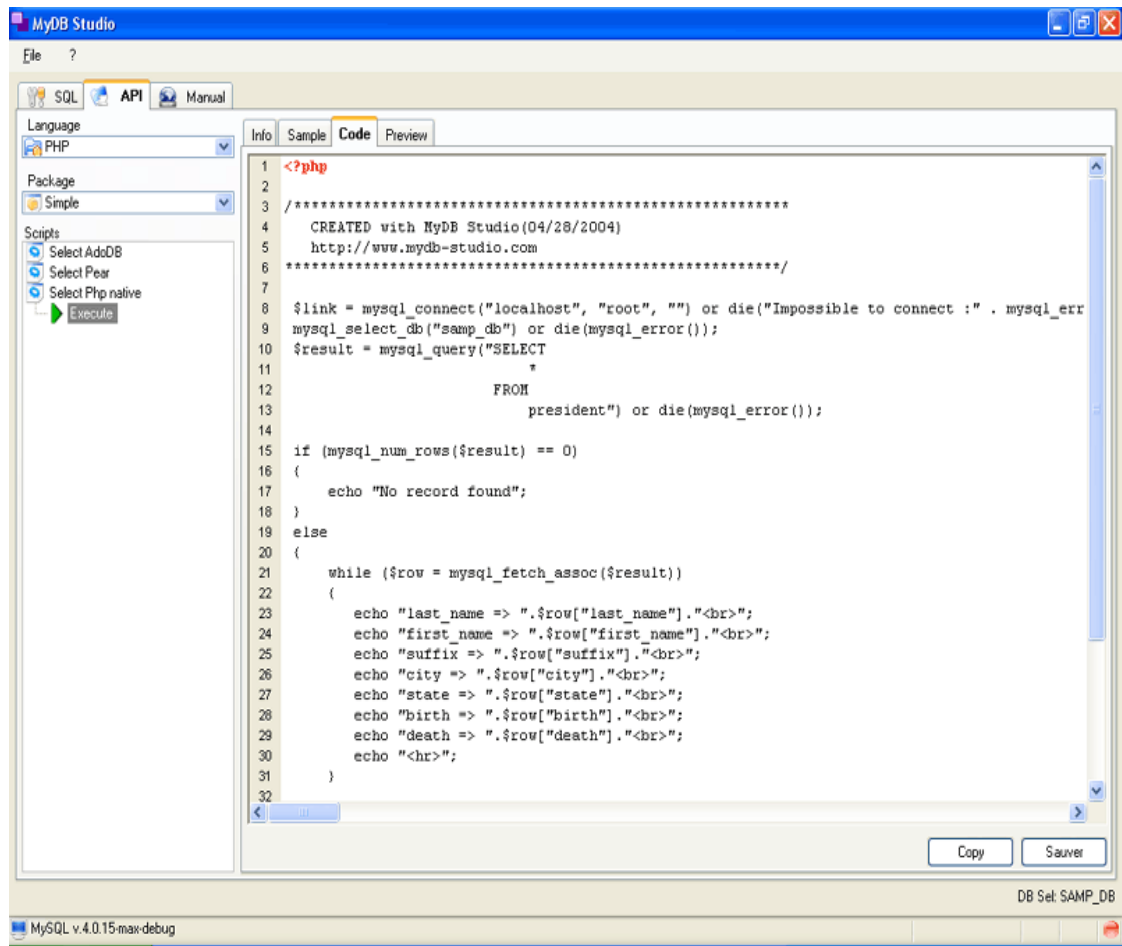 MyDB Studio
File ?
SQL API Manual
Language
PHP
Package
Simple
Scripts
Select AdoDB
Select Pear
Select Php native
Execute
Info Sample Code Preview
1 <?php
2
3 /*********************************************************
4 CREATED with MyDB Studio(04/28/2004)
5 http://www.mydb-studio.com
6 *********************************************************/
7
8 $link = mysql_connect("localhost", "root", "") or die("Impossible to connect :" . mysql_err
9 mysql_select_db("samp_db") or die(mysql_error());
10 $result = mysql_query("SELECT
11 *
12 FROM
13 president") or die(mysql_error());
14
15 if (mysql_num_rows($result) == 0)
16 {
17 echo "No record found";
18 }
19 else
20 {
21 while ($row = mysql_fetch_assoc($result))
22 {
23 echo "last_name => ".$row["last_name"]."<br>";
24 echo "first_name => ".$row["first_name"]."<br>";
25 echo "suffix => ".$row["suffix"]."<br>";
26 echo "city => ".$row["city"]."<br>";
27 echo "state => ".$row["state"]."<br>";
28 echo "birth => ".$row["birth"]."<br>";
29 echo "death => ".$row["death"]."<br>";
30 echo "<hr>";
31 }
32
Copy Sauver
DB Sel: SAMP_DB
MySQL v.4.0.15-max-debug